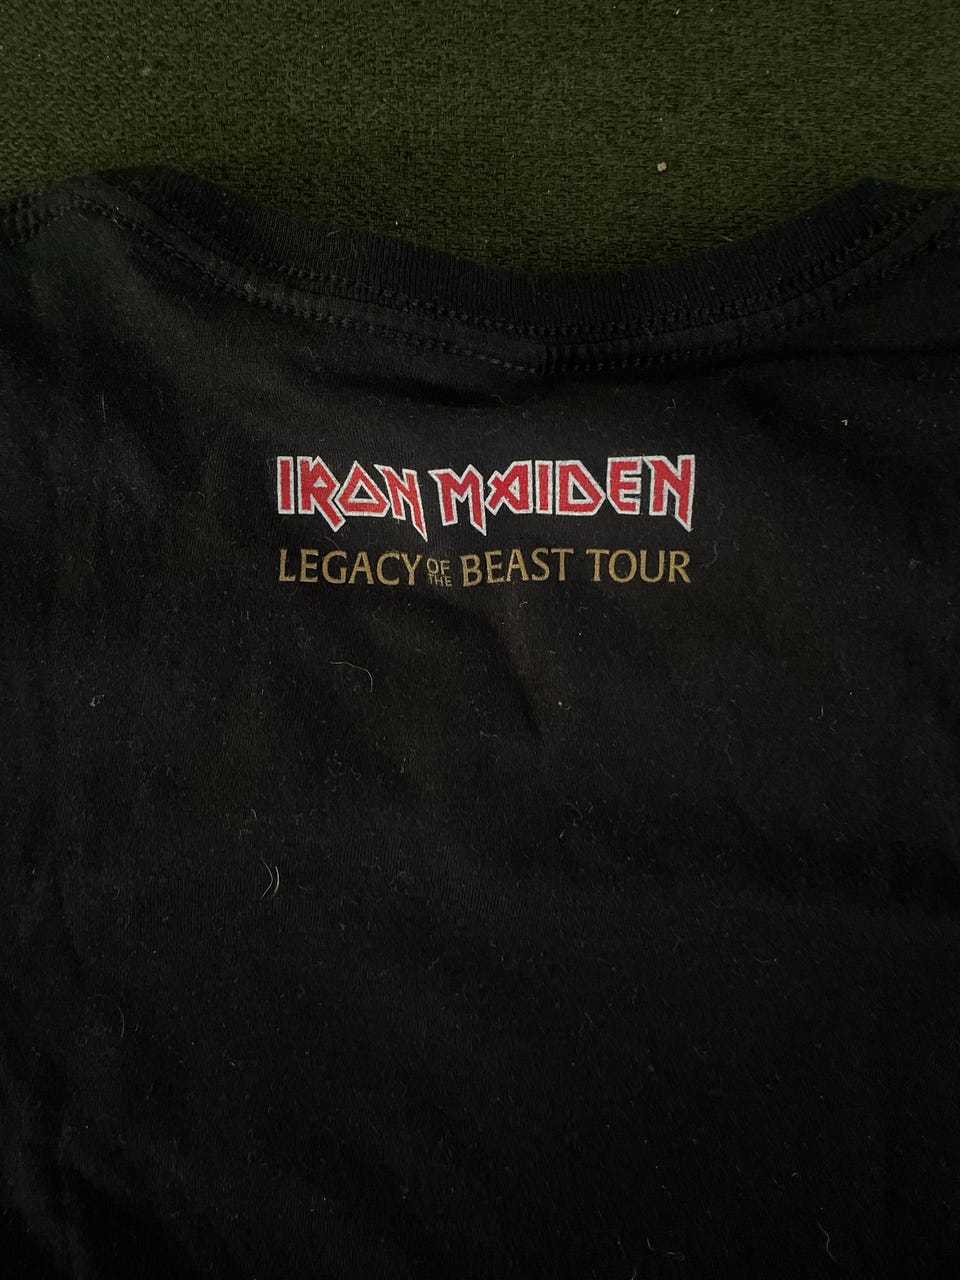 IRON MAIDEN
LEGACY OF THE BEAST TOUR